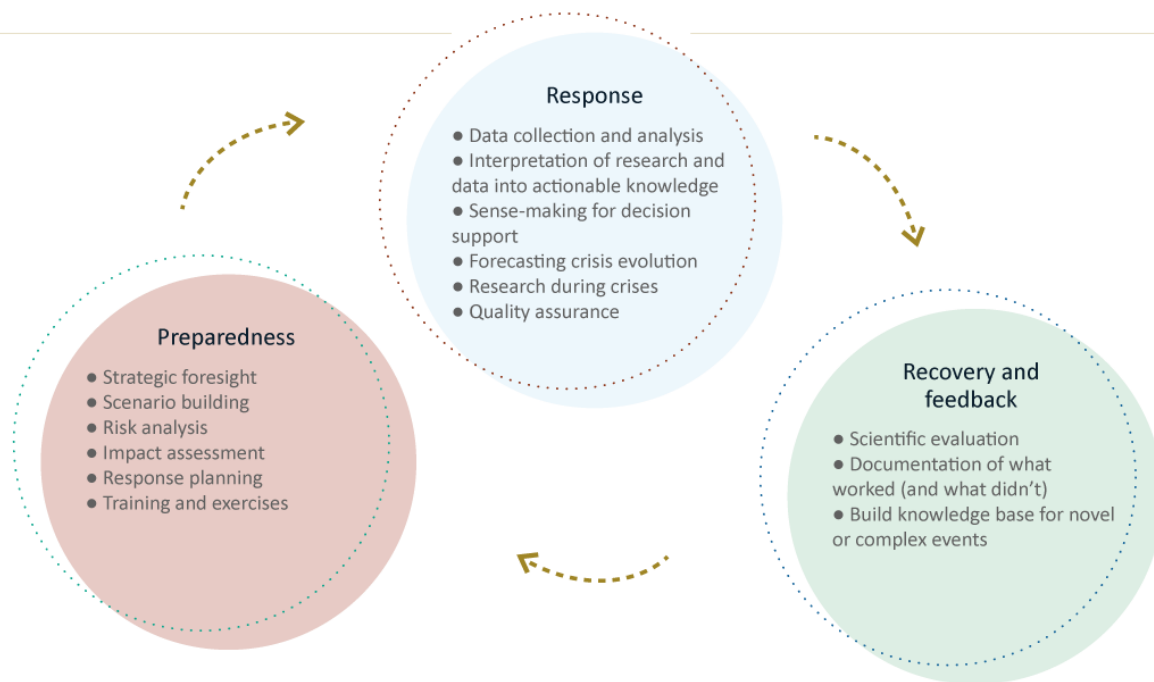 Response
● Data collection and analysis
● Interpretation of research and
data into actionable knowledge
● Sense-making for decision
support
● Forecasting crisis evolution
● Research during crises
● Quality assurance
Preparedness
● Strategic foresight
● Scenario building
● Risk analysis
● Impact assessment
● Response planning
● Training and exercises
Recovery and
feedback
● Scientific evaluation
● Documentation of what
worked (and what didn’t)
● Build knowledge base for novel
or complex events